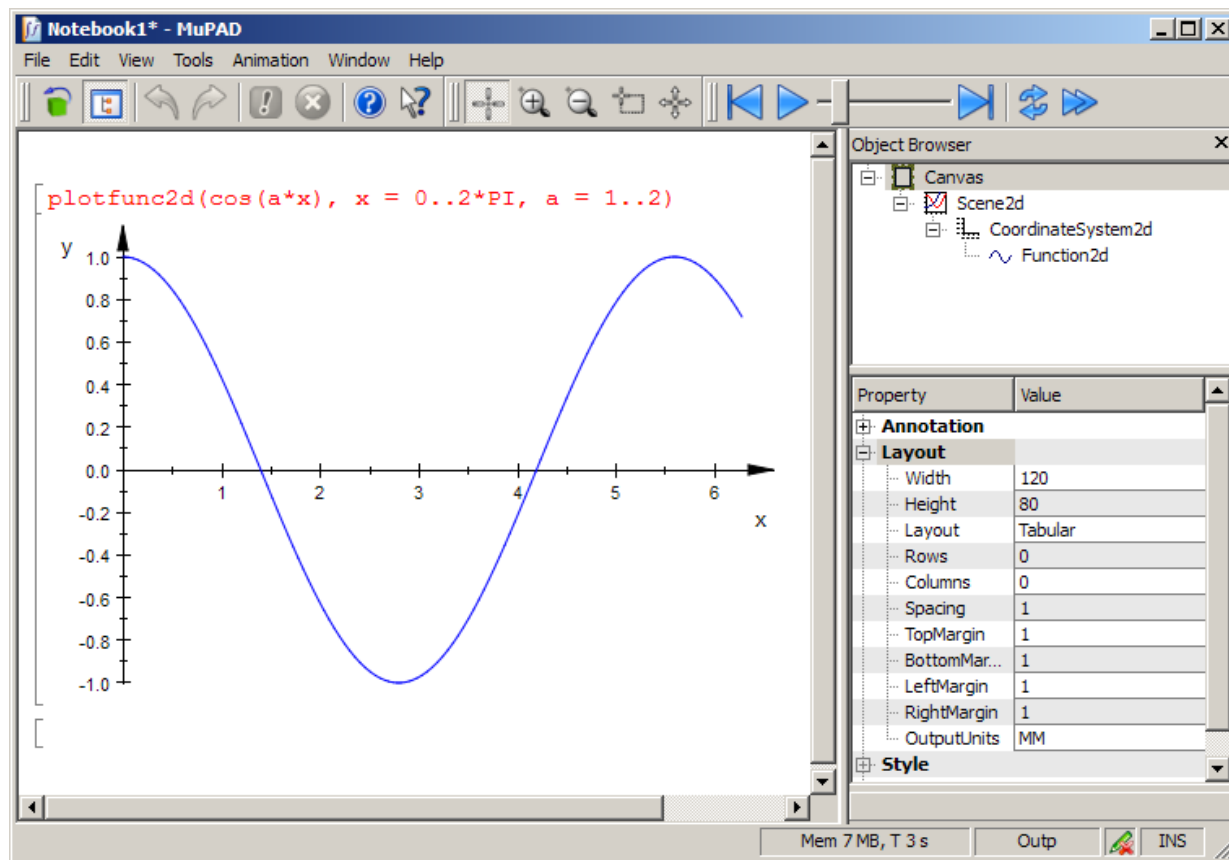 Notebook1* - MuPAD
File Edit View Tools Animation Window Help
plotfunc2d(cos(a*x), x = 0..2*PI, a = 1..2)
y
1.0
0.8
0.6
0.4
0.2
0.0
-0.2
-0.4
-0.6
-0.8
-1.0
1 2 3 4 5 6
x
Object Browser
Canvas
Scene2d
CoordinateSystem2d
Function2d
Property Value
Annotation
Layout
Width 120
Height 80
Layout Tabular
Rows 0
Columns 0
Spacing 1
TopMargin 1
BottomMar... 1
LeftMargin 1
RightMargin 1
OutputUnits MM
Style
Mem 7 MB, T 3 s Outp INS